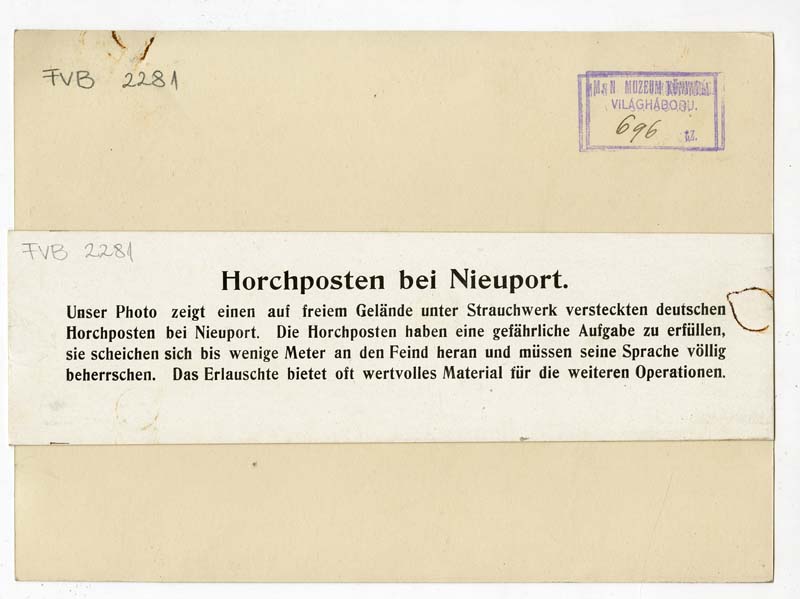 FVB 2281
M. N. MUZEUM KÖNYVTÁRA
VILÁGHÁBORU.
696 sz.
FVB 2281
Horchposten bei Nieuport.
Unser Photo zeigt einen auf freiem Gelände unter Strauchwerk versteckten deutschen
Horchposten bei Nieuport. Die Horchposten haben eine gefährliche Aufgabe zu erfüllen,
sie scheichen sich bis wenige Meter an den Feind heran und müssen seine Sprache völlig
beherrschen. Das Erlauschte bietet oft wertvolles Material für die weiteren Operationen.